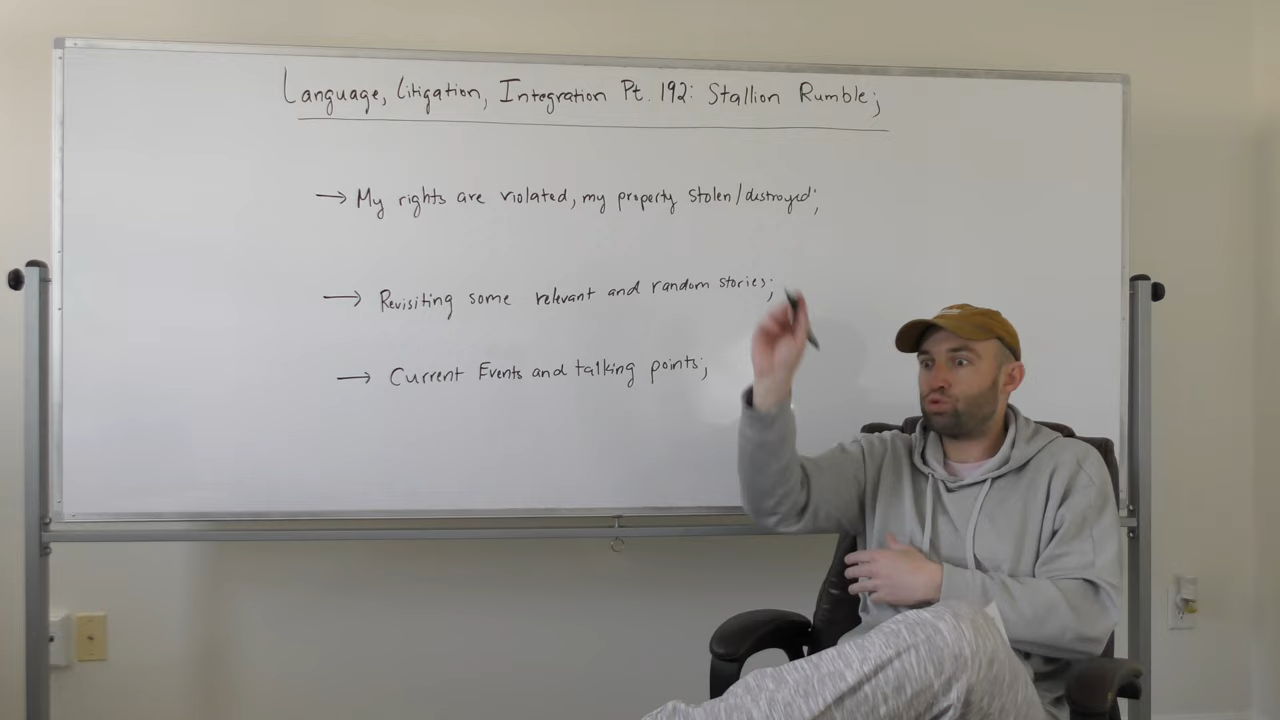 Language, Litigation, Integration Pt. 192: Stallion Rumble;
→ My rights are violated, my property stolen/destroyed;
→ Revisiting some relevant and random stories;
→ Current Events and talking points;